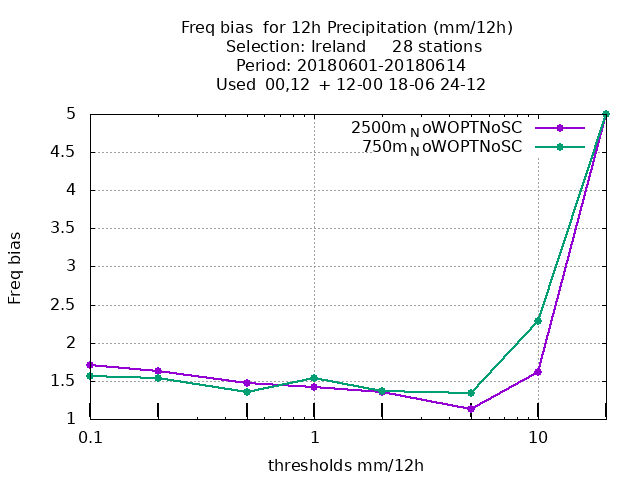 Freq bias  for 12h Precipitation (mm/12h)
Selection: Ireland     28 stations
Period: 20180601-20180614
Used  00,12  + 12-00 18-06 24-12
2500m_NoWOPTNoSC
750m_NoWOPTNoSC
5
4.5
4
3.5
3
2.5
2
1.5
1
Freq bias
0.1
1
10
thresholds mm/12h